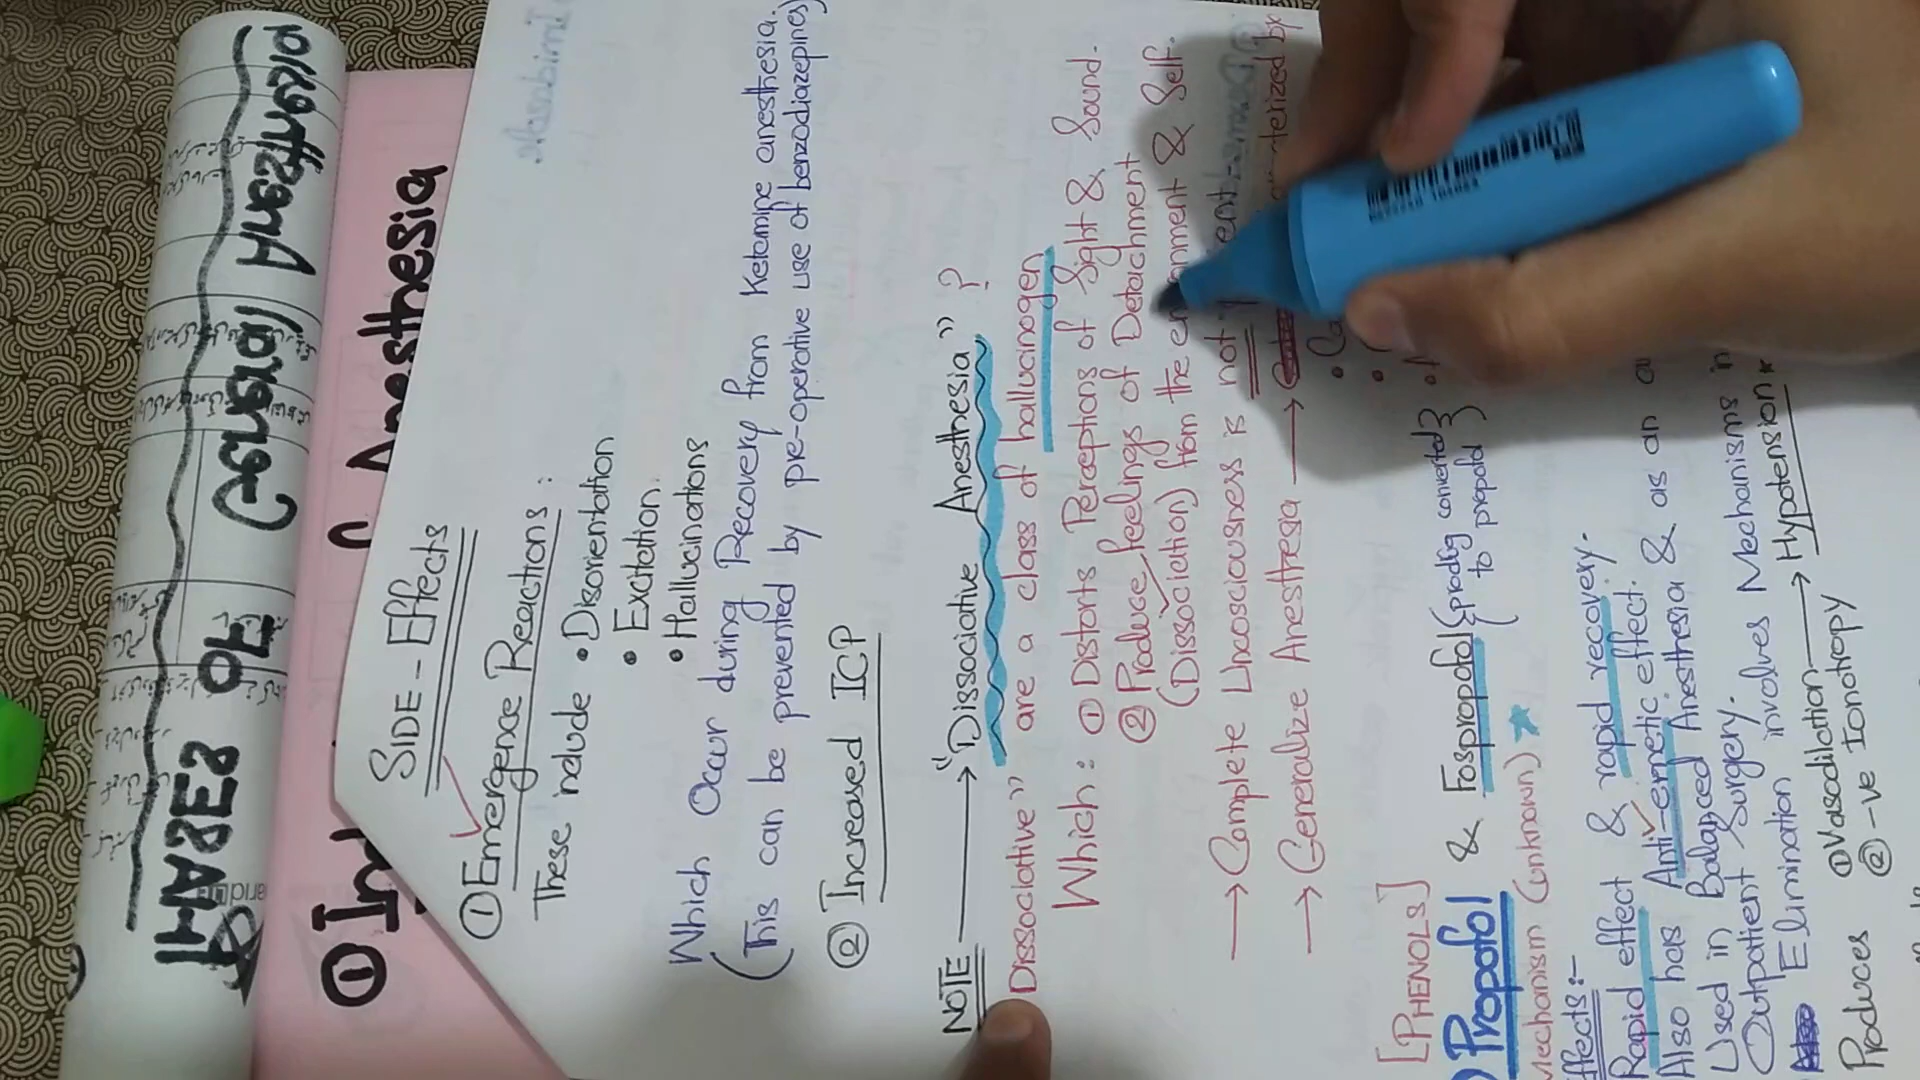 PHASES OF General Anaesthesia
① Anesthesia
SIDE-Effects
① Emergence Reactions:
These include • Disorientation
• Excitation.
• Hallucinations
Which Occur during Recovery from Ketamine anesthesia.
(This can be prevented by pre-operative use of benzodiazepines)
② Increased ICP
NOTE → "Dissociative Anesthesia" ?
Dissociative" are a class of hallucinogen
Which: ① Distorts Perceptions of Sight & Sound.
② Produce feelings of Detachment
(Dissociation) from the & Self.
→ Complete Unconsciousness is not
→ Generalize Anesthesia →
[PHENOLS]
Propofol & Fospropofol {prodrug converted}
{to propofol}
Mechanism (unknown) ★
Effects:-
Rapid effect & rapid recovery.
Also has Anti-emetic effect.
Used in Balanced Anesthesia & as an
Outpatient Surgery.
Elimination involves Mechanisms
Produces ① Vasodilation → Hypotension
② -ve Ionotropy